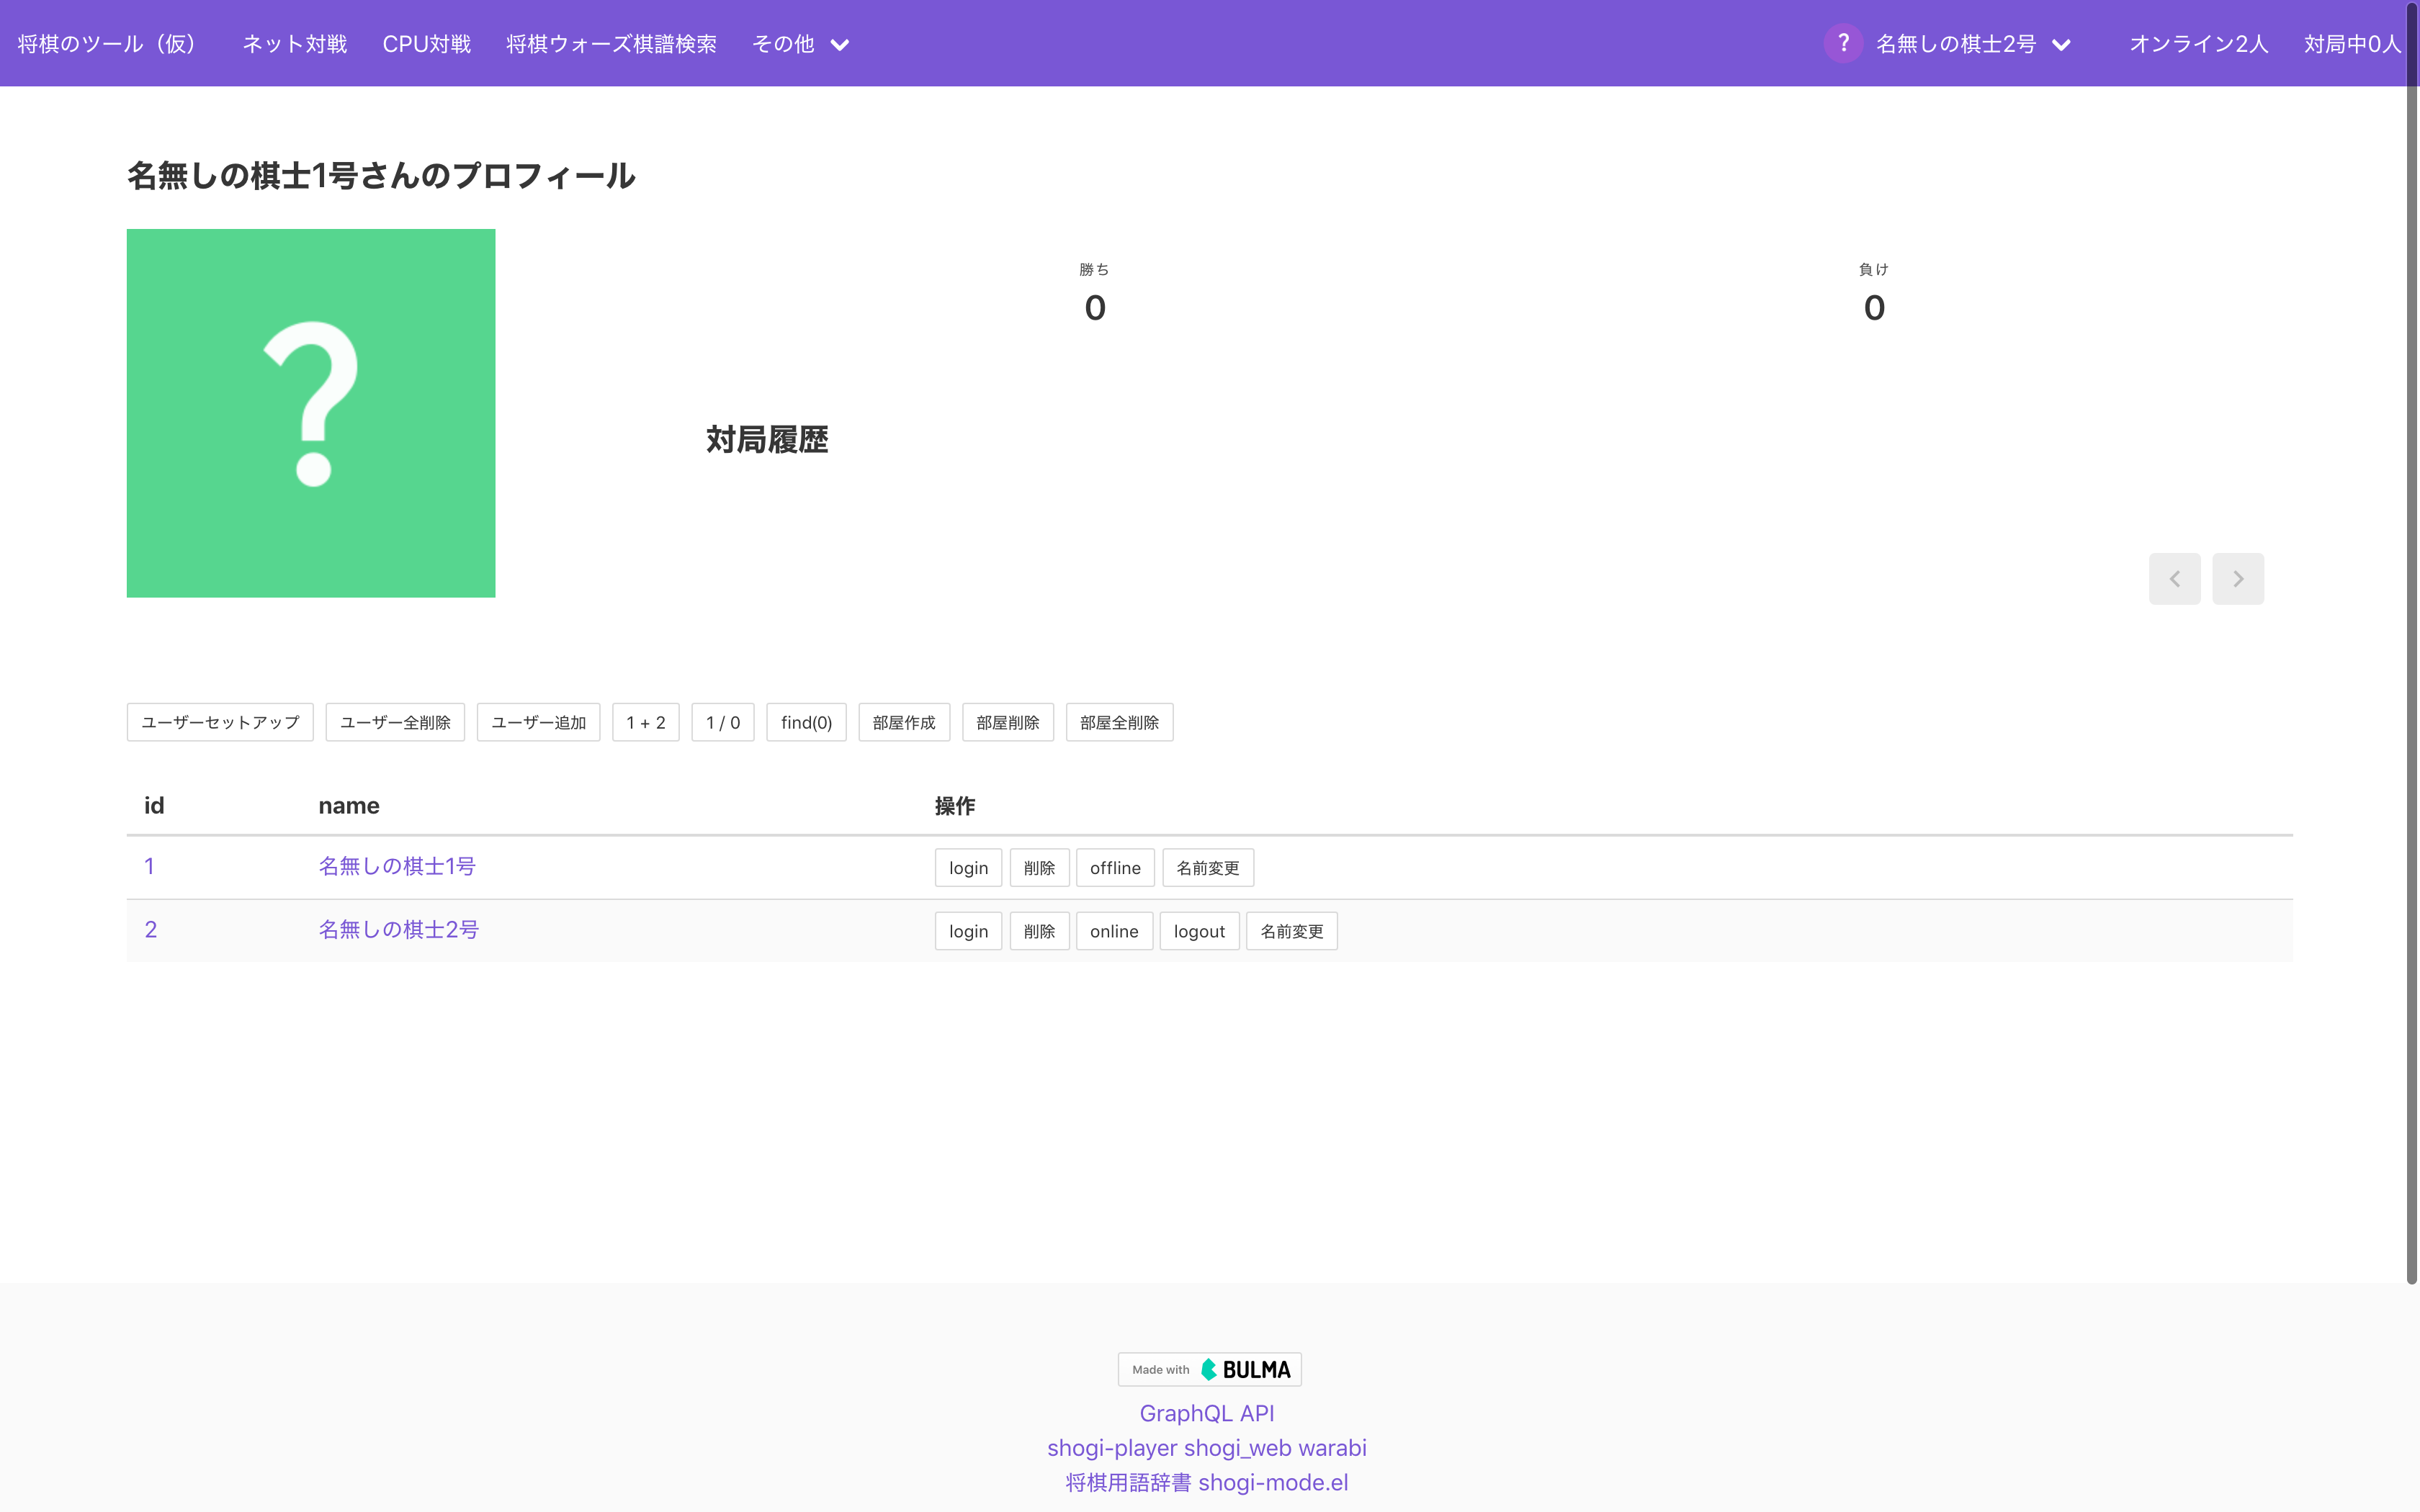 将棋のツール（仮） ネット対戦 CPU対戦 将棋ウォーズ棋譜検索 その他 ? 名無しの棋士2号 オンライン2人 対局中0人
名無しの棋士1号さんのプロフィール
?
勝ち 負け
0 0
対局履歴
ユーザーセットアップ ユーザー全削除 ユーザー追加 1 + 2 1 / 0 find(0) 部屋作成 部屋削除 部屋全削除
id name 操作
1 名無しの棋士1号 login 削除 offline 名前変更
2 名無しの棋士2号 login 削除 online logout 名前変更
Made with BULMA
GraphQL API
shogi-player shogi_web warabi
将棋用語辞書 shogi-mode.el